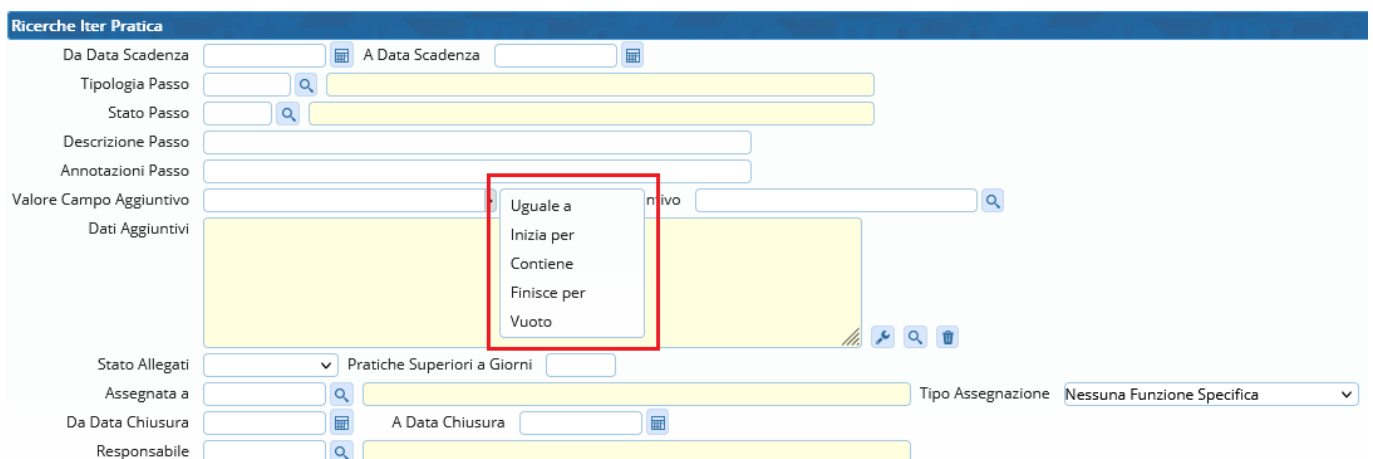 Ricerche Iter Pratica
Da Data Scadenza A Data Scadenza
Tipologia Passo
Stato Passo
Descrizione Passo
Annotazioni Passo
Valore Campo Aggiuntivo
Uguale a
Inizia per
Contiene
Finisce per
Vuoto
Dati Aggiuntivi
Stato Allegati Pratiche Superiori a Giorni
Assegnata a Tipo Assegnazione Nessuna Funzione Specifica
Da Data Chiusura A Data Chiusura
Responsabile